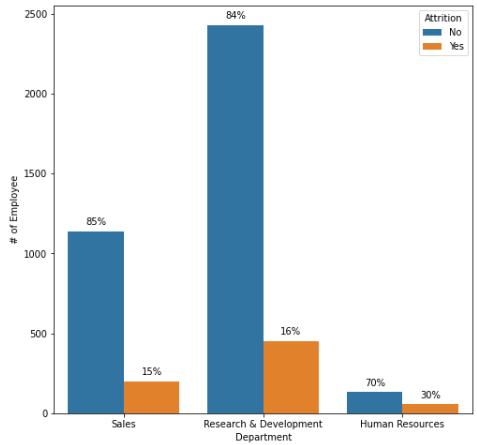 2500
2000
1500
1000
500
0
# of Employee
84%
85%
15%
16%
70%
30%
Attrition
No
Yes
Sales
Research & Development
Human Resources
Department